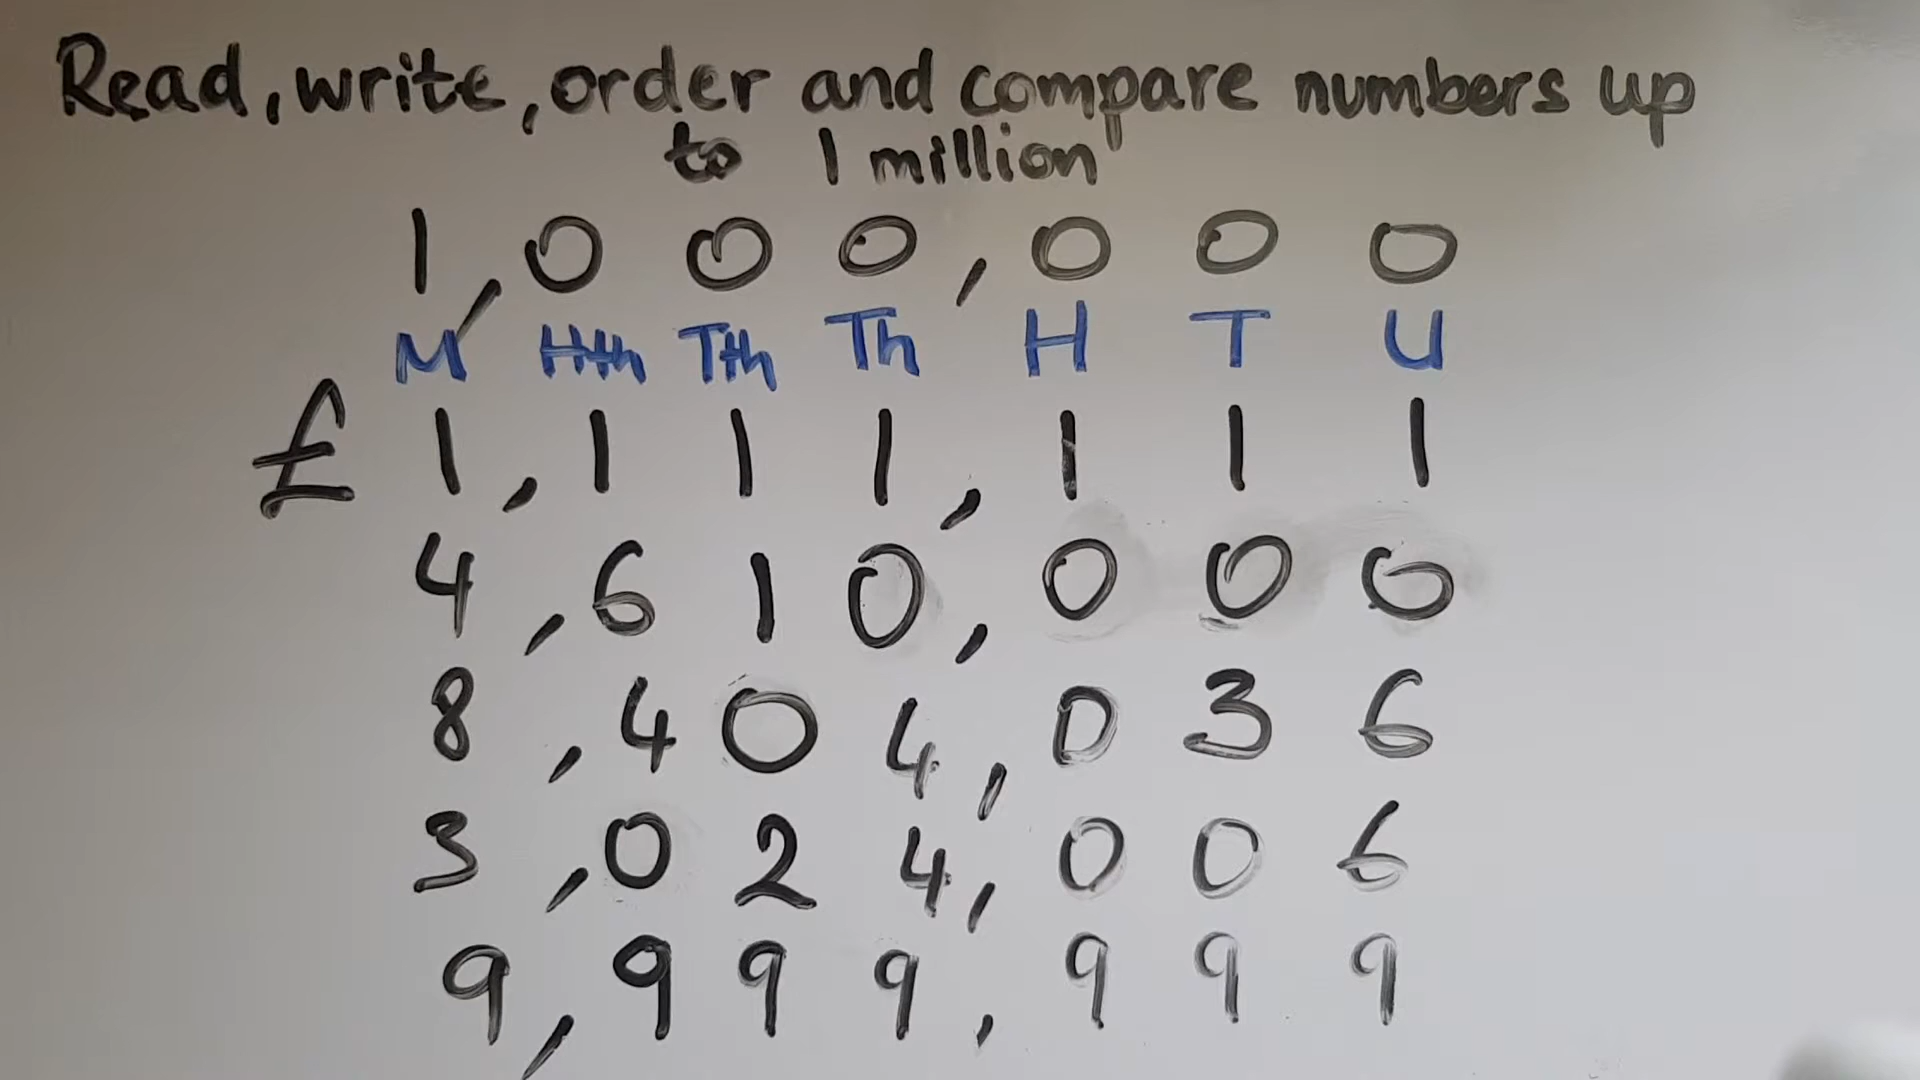 Read, write, order and compare numbers up
to 1 million
1,000,000
M Hth Tth Th H T U
£1,111,111
4,610,000
8,404,036
3,024,006
9,999,999